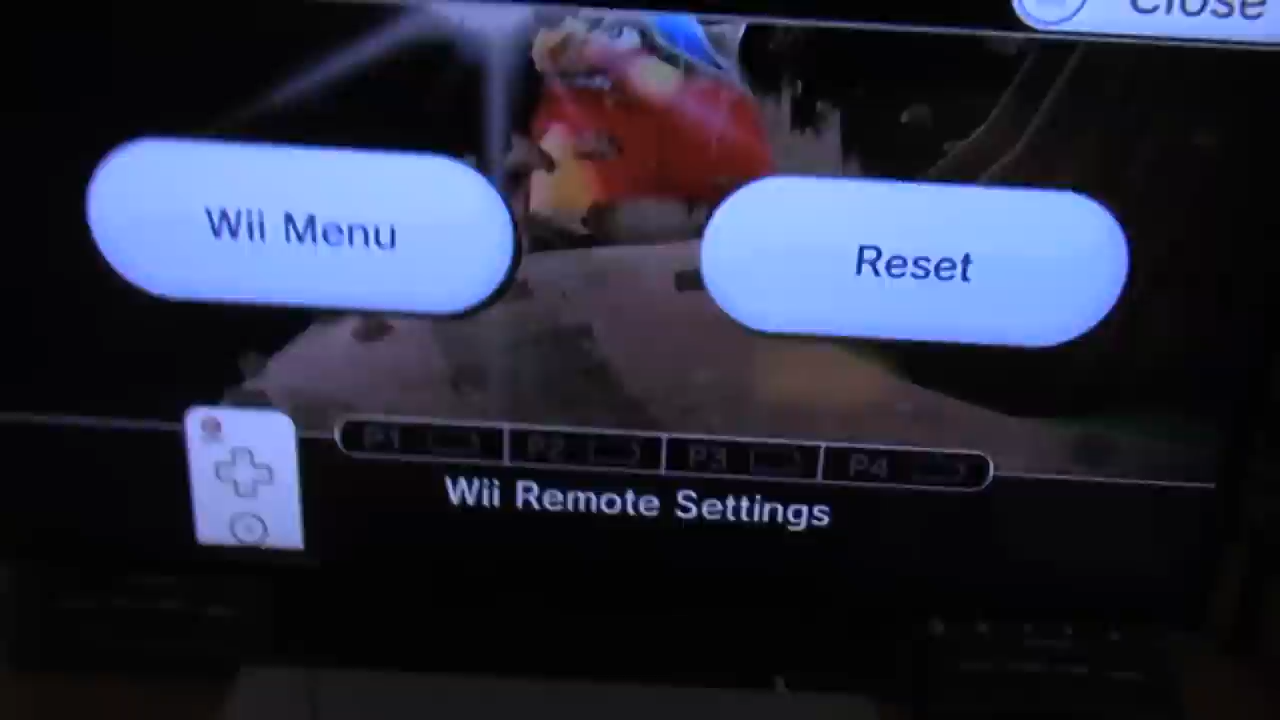 Close
Wii Menu
Reset
P1 P2 P3 P4
Wii Remote Settings